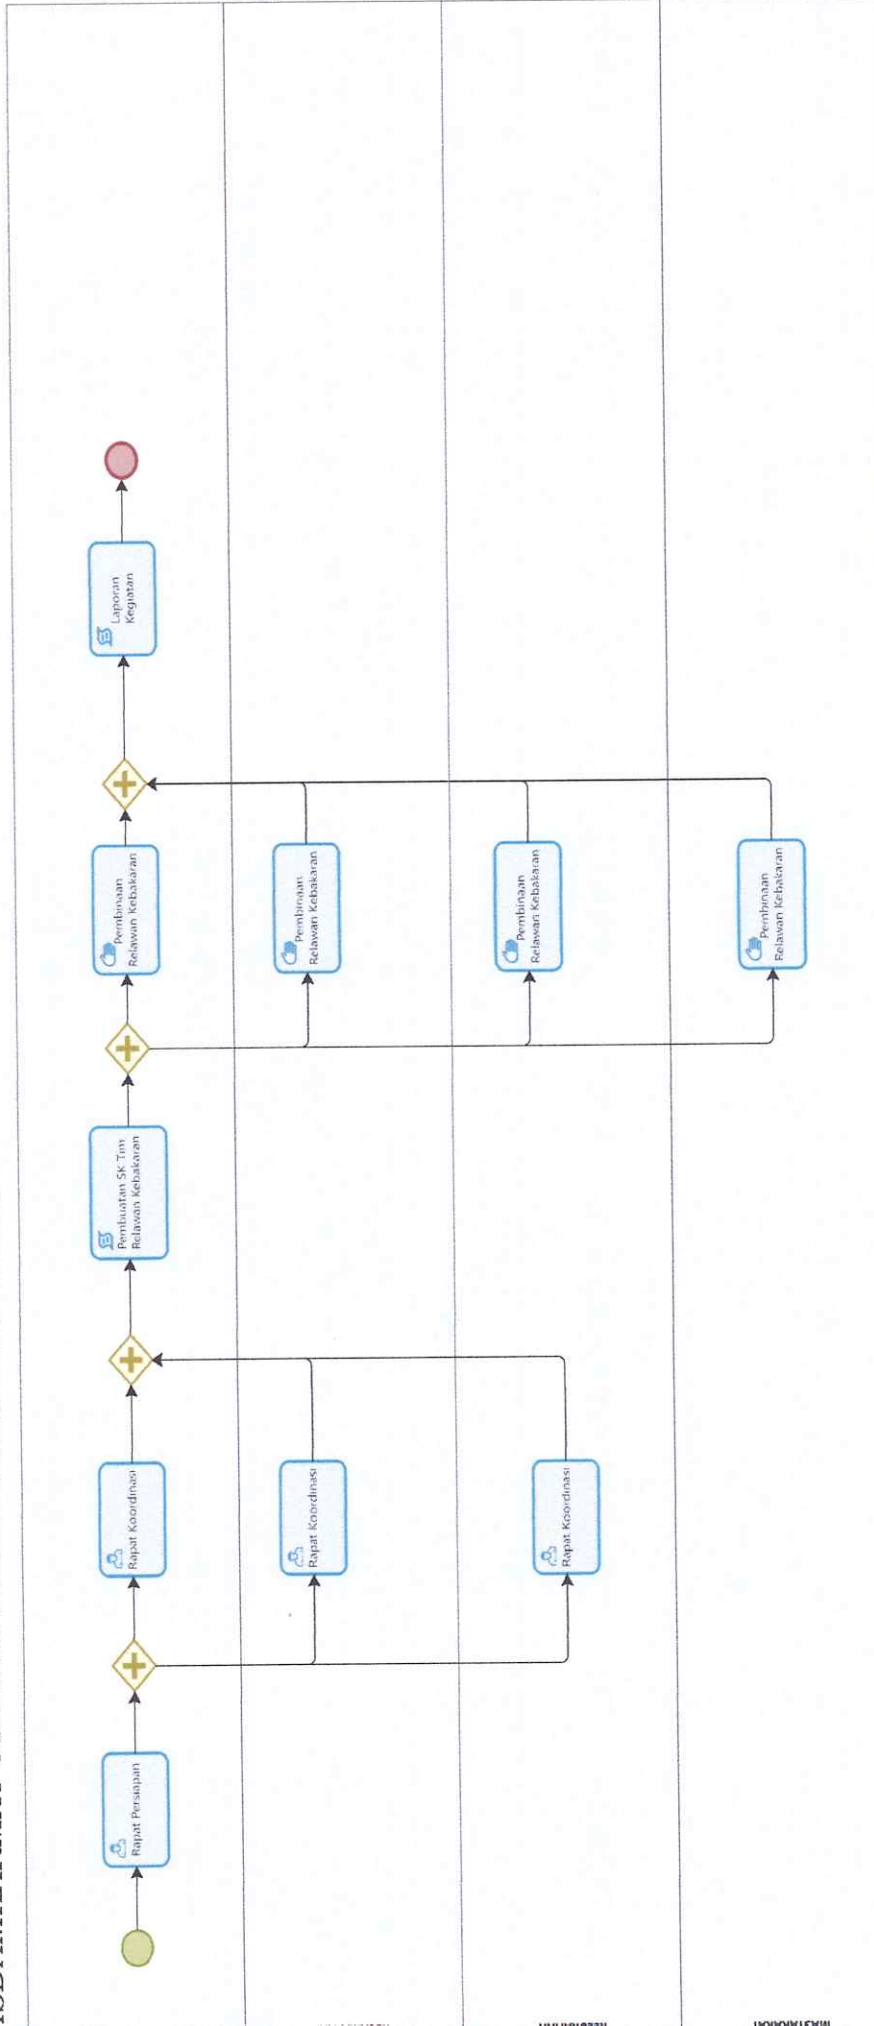 Rapat Persiapan
Rapat Koordinasi
Rapat Koordinasi
Rapat Koordinasi
Pembuatan SK Tim
Relawan Kebakaran
Pembinaan
Relawan Kebakaran
Pembinaan
Relawan Kebakaran
Pembinaan
Relawan Kebakaran
Pembinaan
Relawan Kebakaran
Laporan
Kegiatan
MASYARAKAT